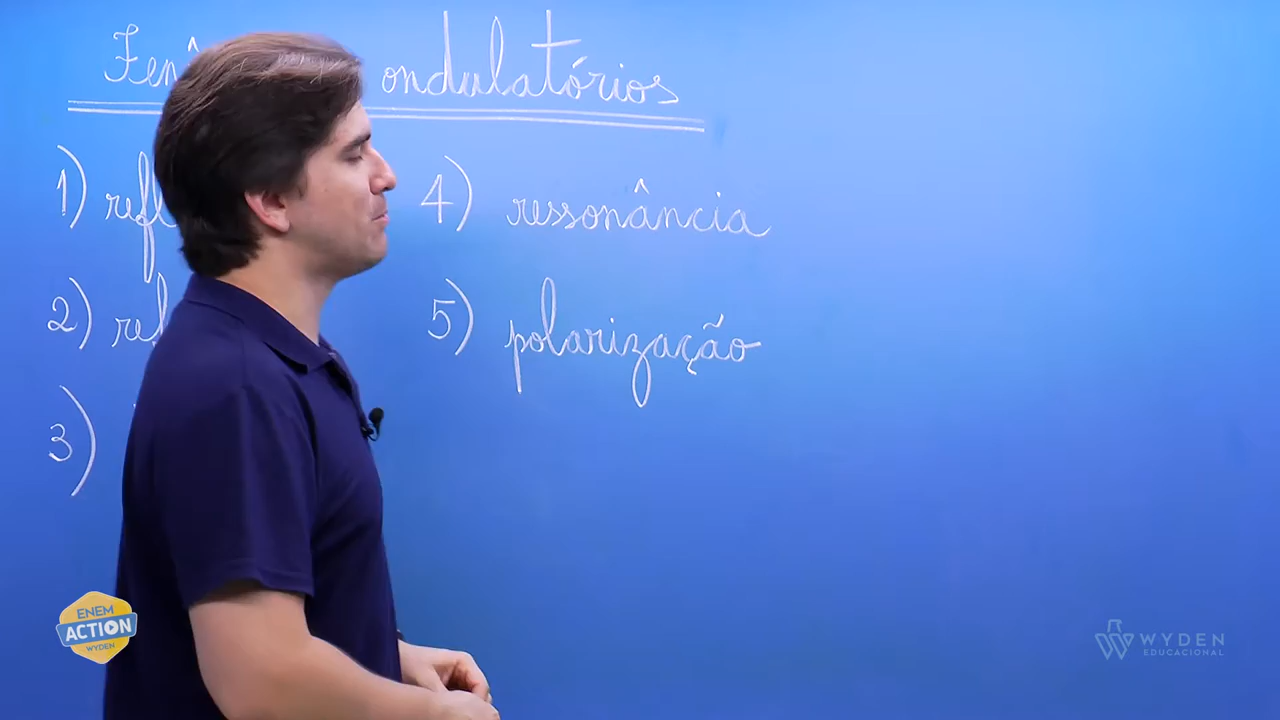 ondulatórios
1)
2)
3)
4) ressonância
5) polarização
ENEM
ACTION
WYDEN
WYDEN
EDUCACIONAL